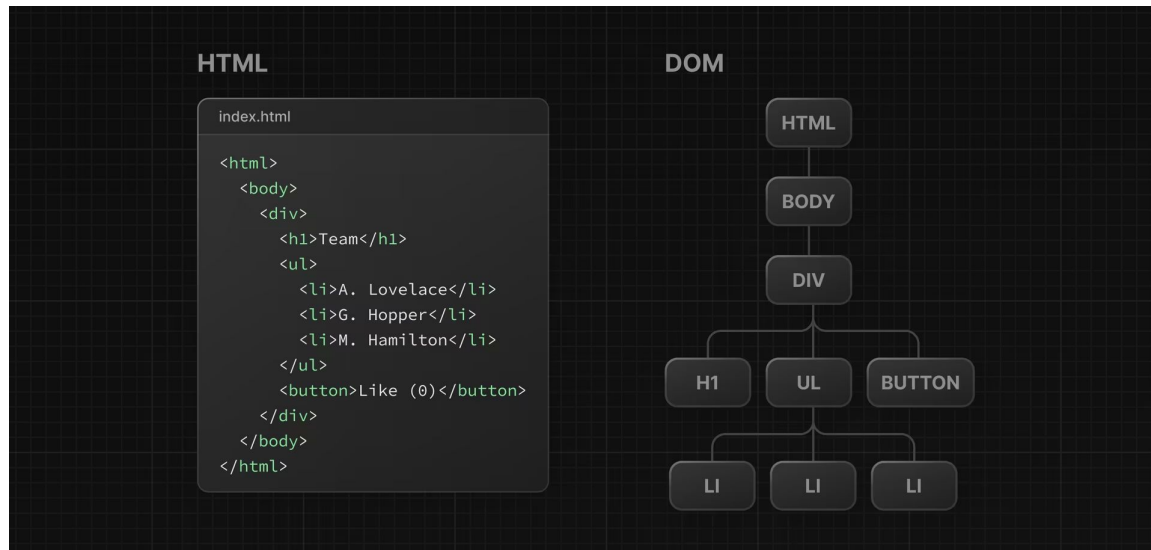 HTML
index.html
<html>
<body>
<div>
<h1>Team</h1>
<ul>
<li>A. Lovelace</li>
<li>G. Hopper</li>
<li>M. Hamilton</li>
</ul>
<button>Like (0)</button>
</div>
</body>
</html>
DOM
HTML
BODY
DIV
H1 UL BUTTON
LI LI LI